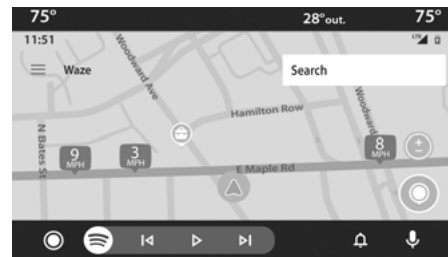 75°
28°out.
75°
11:51
LTE
Waze
Search
Woodward Ave
Woodward
Hamilton Row
N Bates St
9
MPH
3
MPH
8
MPH
E Maple Rd